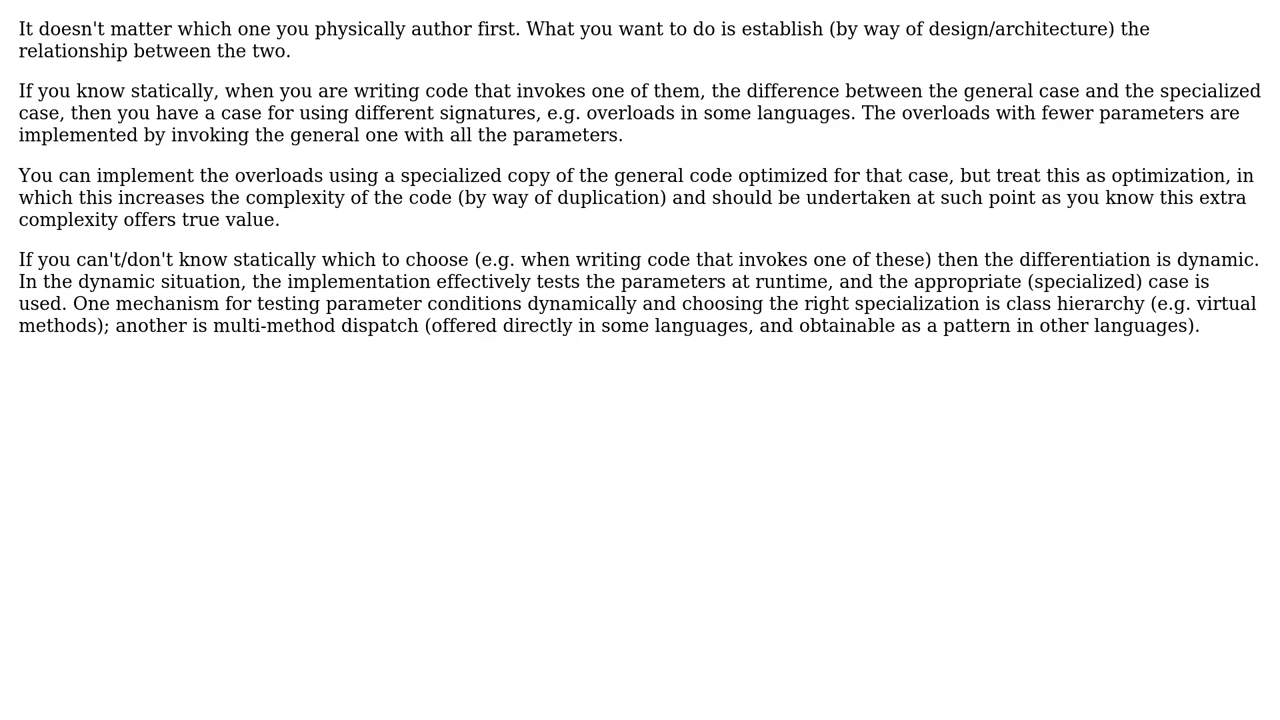 It doesn't matter which one you physically author first. What you want to do is establish (by way of design/architecture) the
relationship between the two.
If you know statically, when you are writing code that invokes one of them, the difference between the general case and the specialized
case, then you have a case for using different signatures, e.g. overloads in some languages. The overloads with fewer parameters are
implemented by invoking the general one with all the parameters.
You can implement the overloads using a specialized copy of the general code optimized for that case, but treat this as optimization, in
which this increases the complexity of the code (by way of duplication) and should be undertaken at such point as you know this extra
complexity offers true value.
If you can't/don't know statically which to choose (e.g. when writing code that invokes one of these) then the differentiation is dynamic.
In the dynamic situation, the implementation effectively tests the parameters at runtime, and the appropriate (specialized) case is
used. One mechanism for testing parameter conditions dynamically and choosing the right specialization is class hierarchy (e.g. virtual
methods); another is multi-method dispatch (offered directly in some languages, and obtainable as a pattern in other languages).